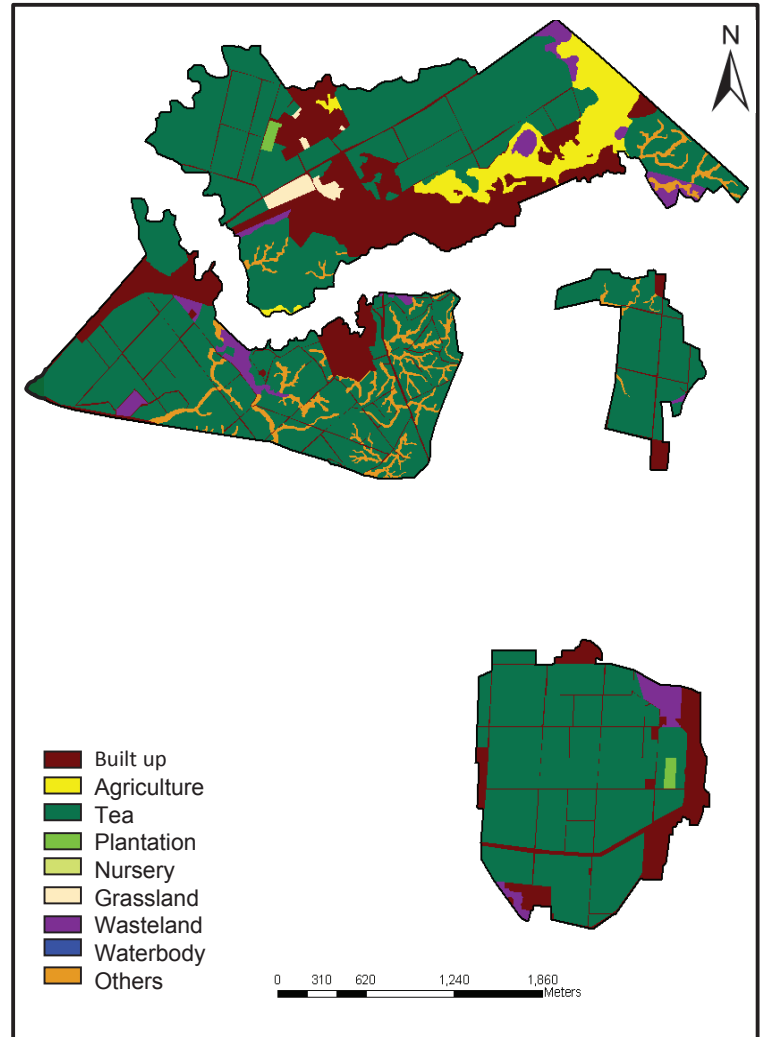 N
Built up
Agriculture
Tea
Plantation
Nursery
Grassland
Wasteland
Waterbody
Others
0 310 620 1,240 1,860
Meters